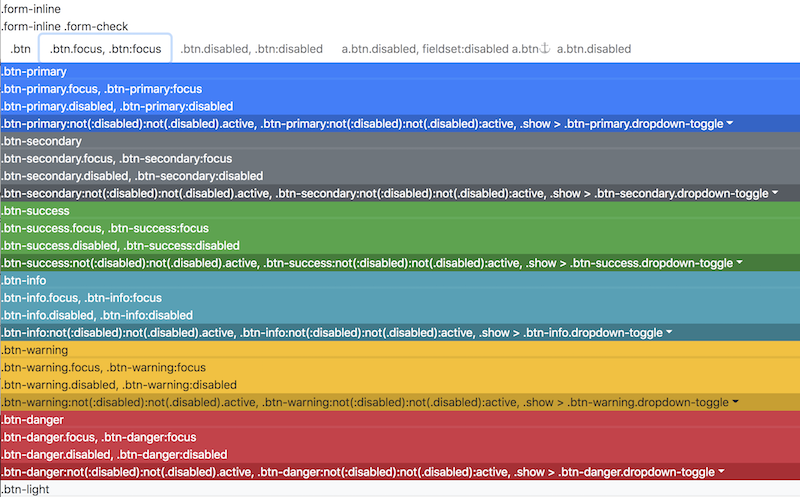 .form-inline
.form-inline .form-check
.btn .btn.focus, .btn:focus .btn.disabled, .btn:disabled a.btn.disabled, fieldset:disabled a.btn⚓ a.btn.disabled
.btn-primary
.btn-primary.focus, .btn-primary:focus
.btn-primary.disabled, .btn-primary:disabled
.btn-primary:not(:disabled):not(.disabled).active, .btn-primary:not(:disabled):not(.disabled):active, .show > .btn-primary.dropdown-toggle
.btn-secondary
.btn-secondary.focus, .btn-secondary:focus
.btn-secondary.disabled, .btn-secondary:disabled
.btn-secondary:not(:disabled):not(.disabled).active, .btn-secondary:not(:disabled):not(.disabled):active, .show > .btn-secondary.dropdown-toggle
.btn-success
.btn-success.focus, .btn-success:focus
.btn-success.disabled, .btn-success:disabled
.btn-success:not(:disabled):not(.disabled).active, .btn-success:not(:disabled):not(.disabled):active, .show > .btn-success.dropdown-toggle
.btn-info
.btn-info.focus, .btn-info:focus
.btn-info.disabled, .btn-info:disabled
.btn-info:not(:disabled):not(.disabled).active, .btn-info:not(:disabled):not(.disabled):active, .show > .btn-info.dropdown-toggle
.btn-warning
.btn-warning.focus, .btn-warning:focus
.btn-warning.disabled, .btn-warning:disabled
.btn-warning:not(:disabled):not(.disabled).active, .btn-warning:not(:disabled):not(.disabled):active, .show > .btn-warning.dropdown-toggle
.btn-danger
.btn-danger.focus, .btn-danger:focus
.btn-danger.disabled, .btn-danger:disabled
.btn-danger:not(:disabled):not(.disabled).active, .btn-danger:not(:disabled):not(.disabled):active, .show > .btn-danger.dropdown-toggle
.btn-light